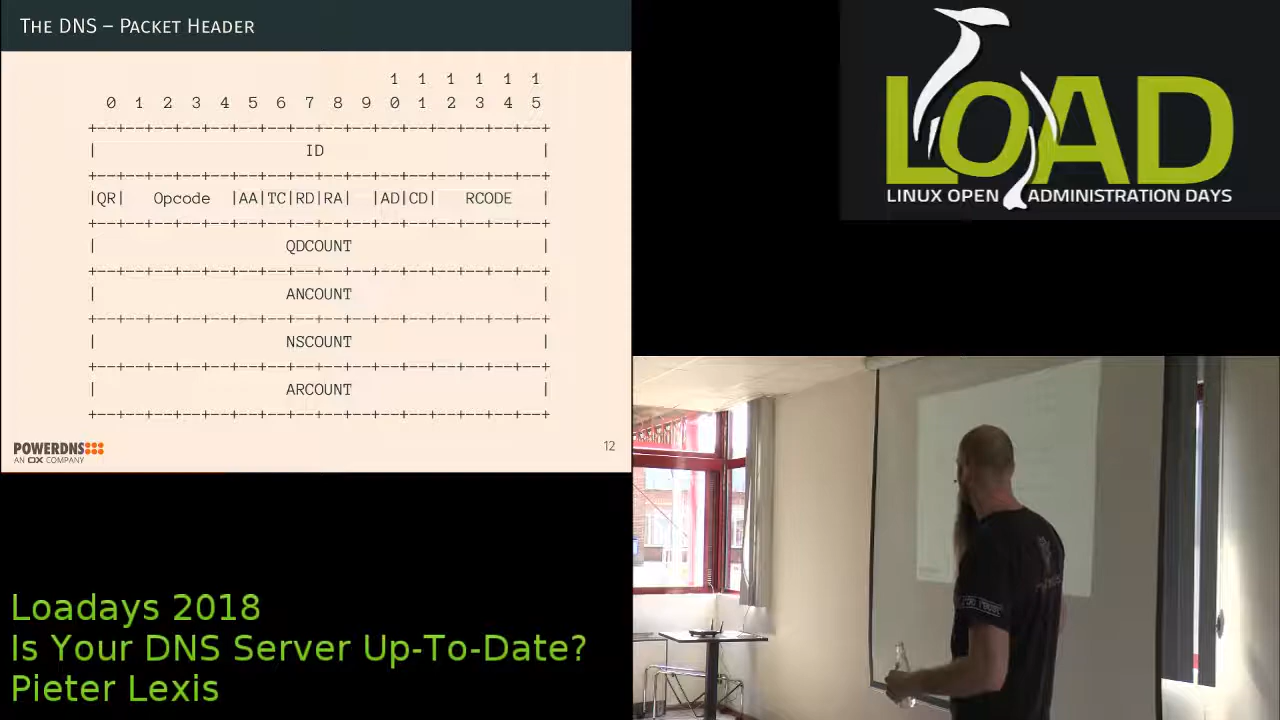 THE DNS – PACKET HEADER
1 1 1 1 1 1
0 1 2 3 4 5 6 7 8 9 0 1 2 3 4 5
+--+--+--+--+--+--+--+--+--+--+--+--+--+--+--+--+
| ID |
+--+--+--+--+--+--+--+--+--+--+--+--+--+--+--+--+
|QR| Opcode |AA|TC|RD|RA| |AD|CD| RCODE |
+--+--+--+--+--+--+--+--+--+--+--+--+--+--+--+--+
| QDCOUNT |
+--+--+--+--+--+--+--+--+--+--+--+--+--+--+--+--+
| ANCOUNT |
+--+--+--+--+--+--+--+--+--+--+--+--+--+--+--+--+
| NSCOUNT |
+--+--+--+--+--+--+--+--+--+--+--+--+--+--+--+--+
| ARCOUNT |
+--+--+--+--+--+--+--+--+--+--+--+--+--+--+--+--+
POWERDNS
AN OX COMPANY
12
LOAD
LINUX OPEN ADMINISTRATION DAYS
Loadays 2018
Is Your DNS Server Up-To-Date?
Pieter Lexis